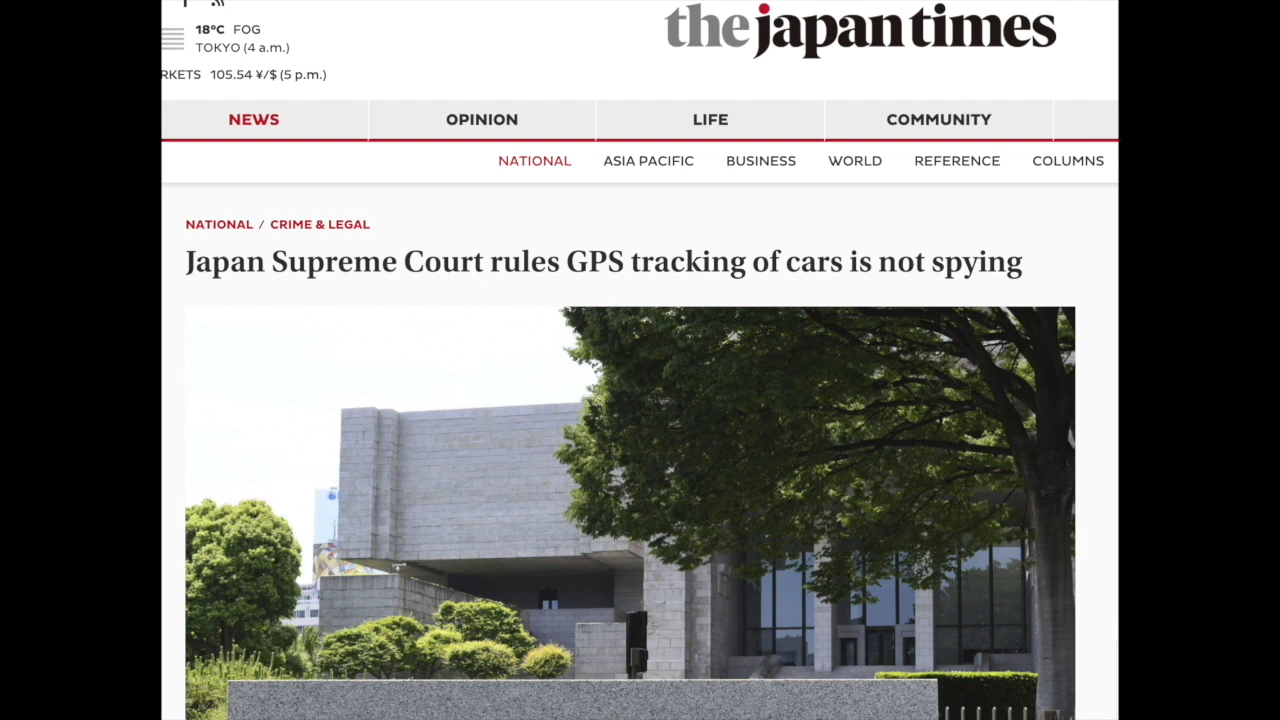 18°C FOG
TOKYO (4 a.m.)
RKETS 105.54 ¥/$ (5 p.m.)
the japan times
NEWS OPINION LIFE COMMUNITY
NATIONAL ASIA PACIFIC BUSINESS WORLD REFERENCE COLUMNS
NATIONAL / CRIME & LEGAL
Japan Supreme Court rules GPS tracking of cars is not spying